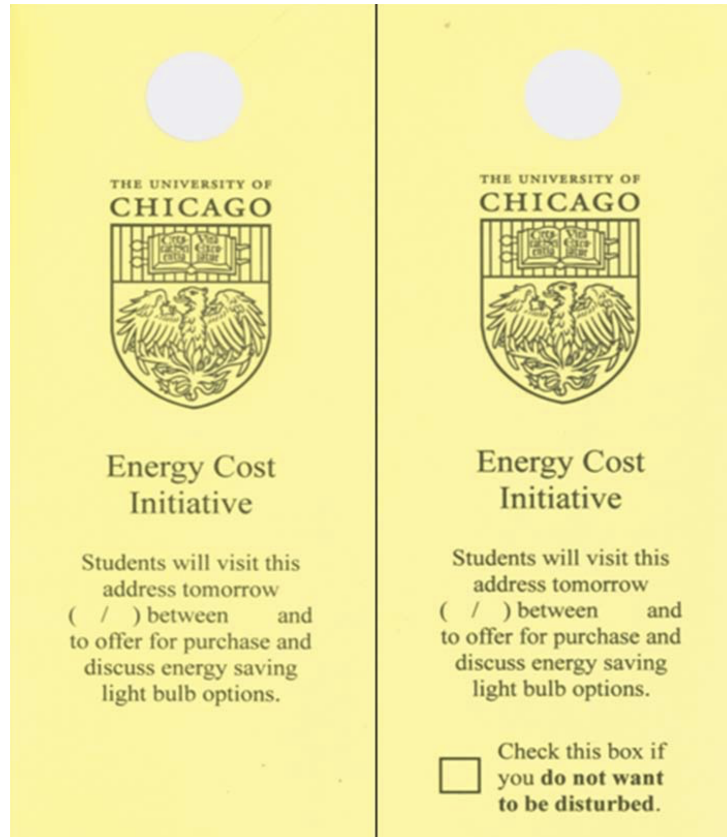 THE UNIVERSITY OF
CHICAGO
Energy Cost
Initiative
Students will visit this
address tomorrow
(   /   ) between        and
to offer for purchase and
discuss energy saving
light bulb options.
THE UNIVERSITY OF
CHICAGO
Energy Cost
Initiative
Students will visit this
address tomorrow
(   /   ) between        and
to offer for purchase and
discuss energy saving
light bulb options.
Check this box if
you do not want
to be disturbed.